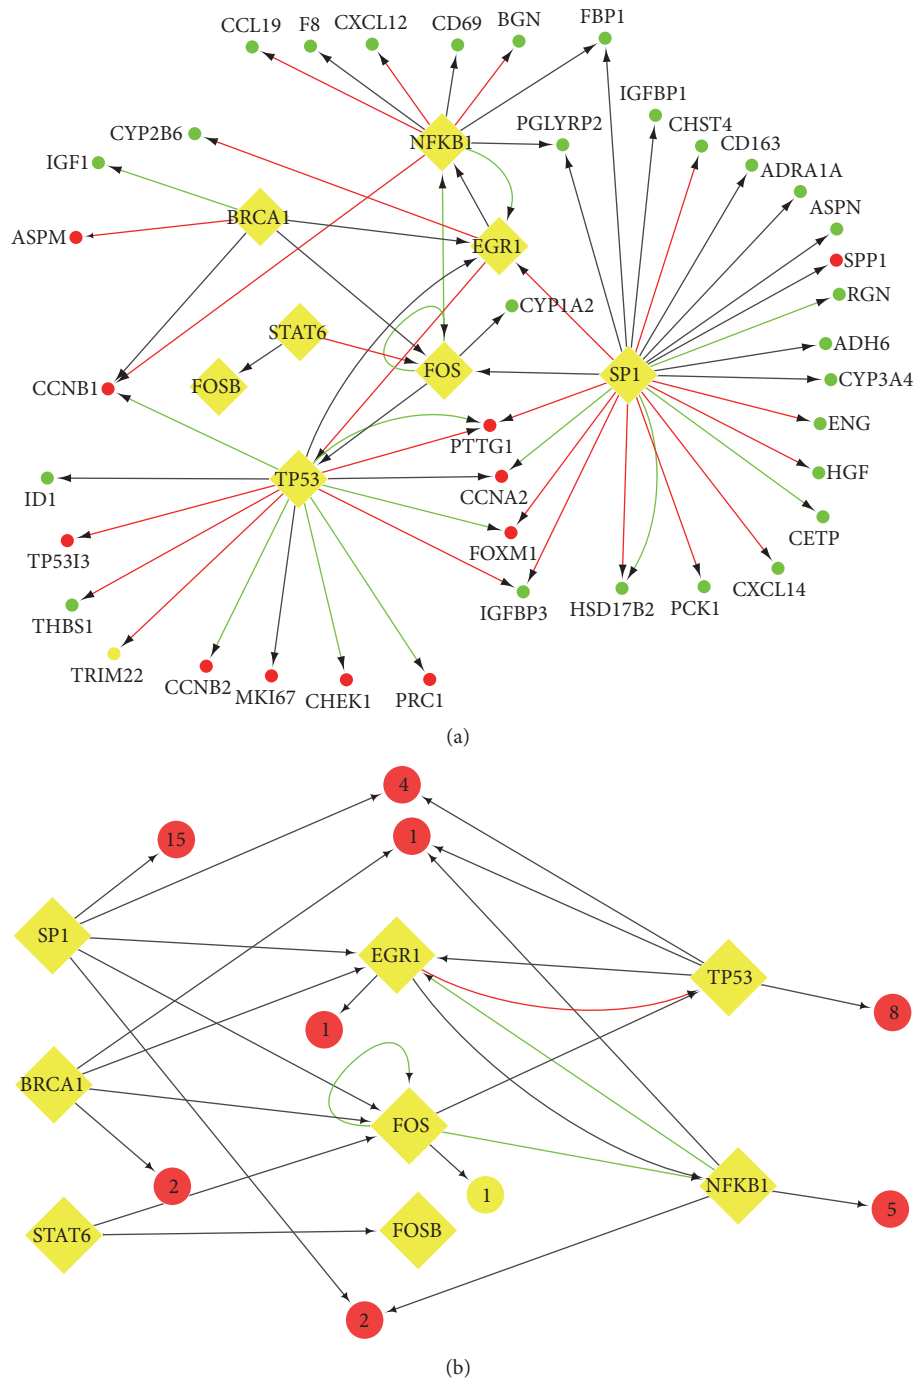 CCL19
F8
CXCL12
CD69
BGN
FBP1
CYP2B6
NFKB1
PGLYRP2
IGFBP1
CHST4
CD163
IGF1
ADRA1A
BRCA1
ASPN
ASPM
EGR1
SPP1
RGN
CYP1A2
STAT6
ADH6
FOSB
FOS
SP1
CYP3A4
CCNB1
ENG
PTTG1
TP53
HGF
ID1
CCNA2
CETP
TP53I3
FOXM1
THBS1
IGFBP3
HSD17B2
PCK1
CXCL14
TRIM22
CCNB2
MKI67
CHEK1
PRC1
(a)
4
15
1
SP1
EGR1
TP53
1
8
BRCA1
FOS
2
1
NFKB1
5
STAT6
FOSB
2
(b)